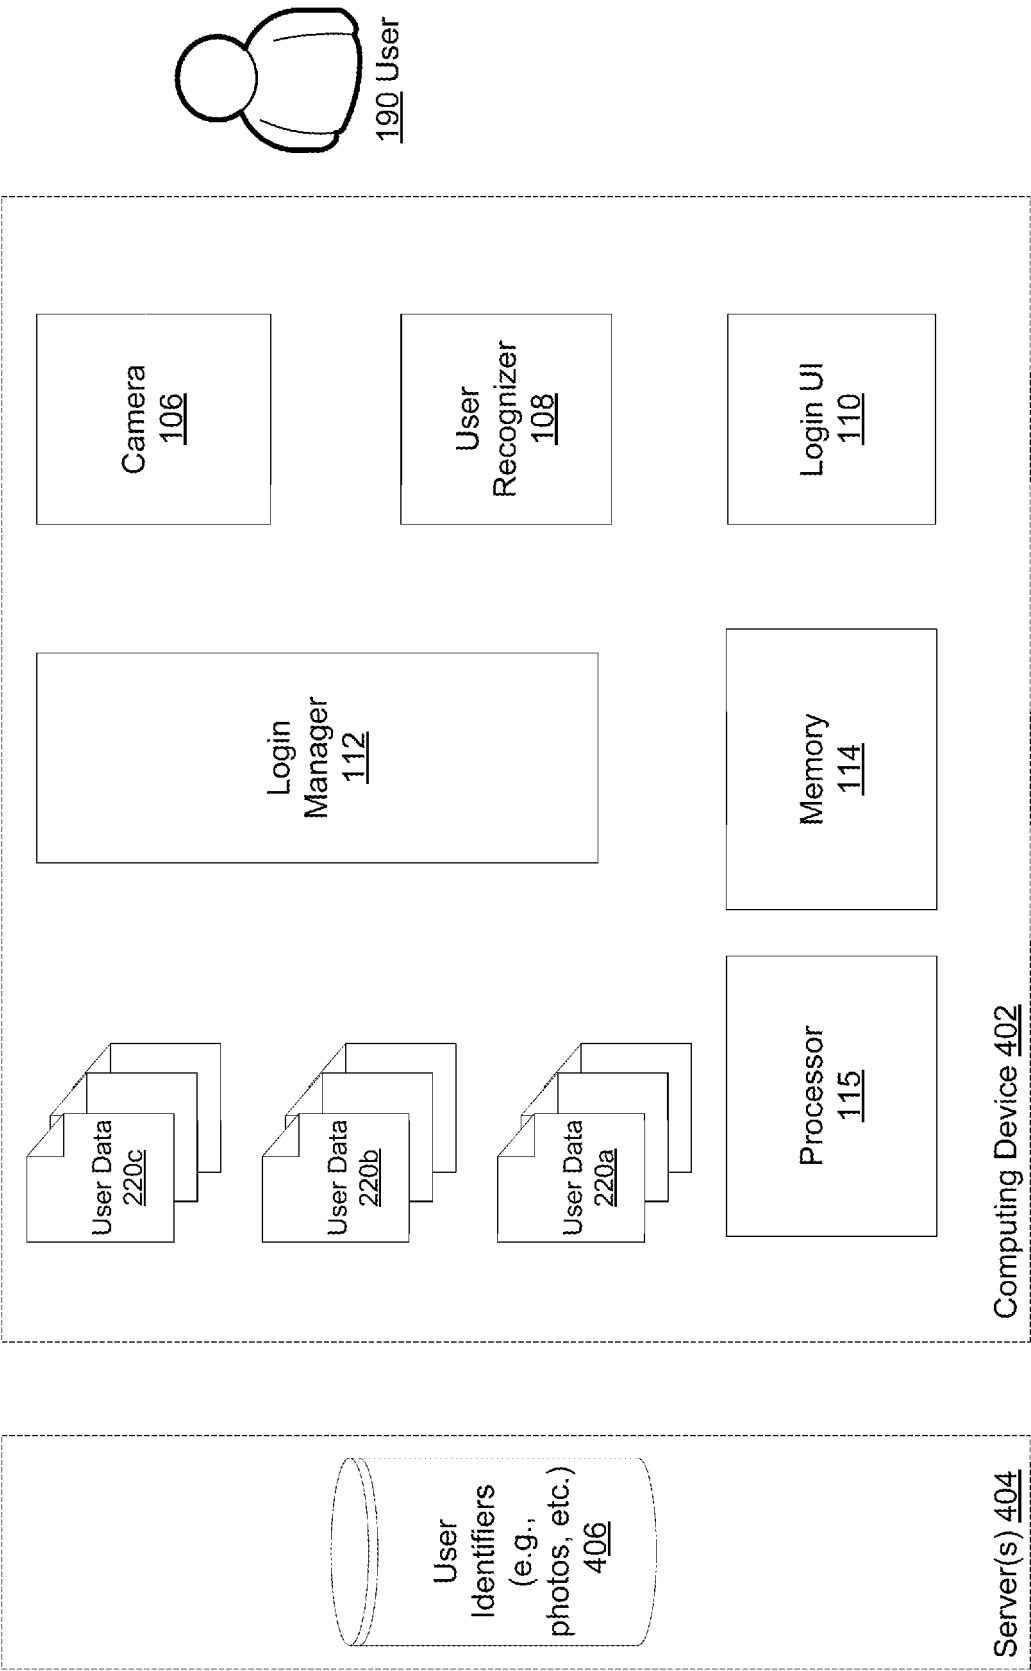 User
Identifiers
(e.g.,
photos, etc.)
406
Server(s) 404
User Data
220c
User Data
220b
User Data
220a
Login
Manager
112
Camera
106
User
Recognizer
108
Processor
115
Memory
114
Login UI
110
Computing Device 402
190 User